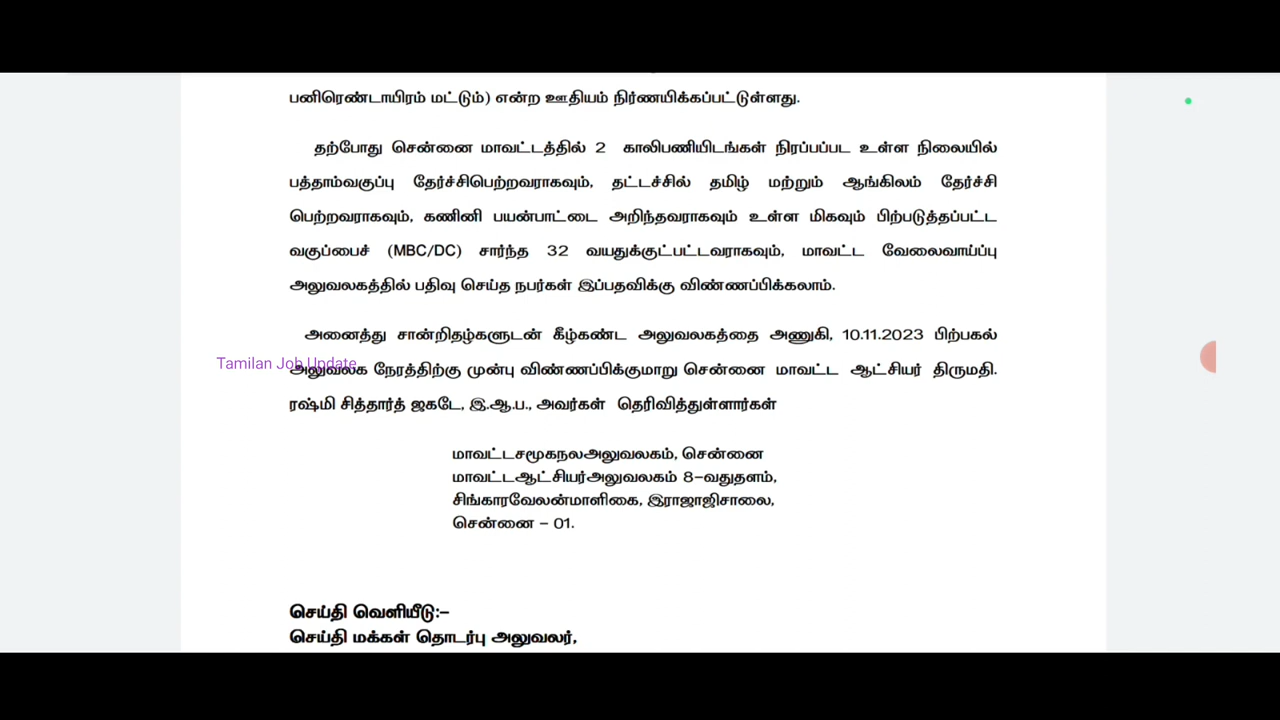 பனிரெண்டாயிரம் மட்டும்) என்ற ஊதியம் நிர்ணயிக்கப்பட்டுள்ளது.
தற்போது சென்னை மாவட்டத்தில் 2 காலிபணியிடங்கள் நிரப்பப்பட உள்ள நிலையில்
பத்தாம்வகுப்பு தேர்ச்சிபெற்றவராகவும், தட்டச்சில் தமிழ் மற்றும் ஆங்கிலம் தேர்ச்சி
பெற்றவராகவும், கணினி பயன்பாட்டை அறிந்தவராகவும் உள்ள மிகவும் பிற்படுத்தப்பட்ட
வகுப்பைச் (MBC/DC) சார்ந்த 32 வயதுக்குட்பட்டவராகவும், மாவட்ட வேலைவாய்ப்பு
அலுவலகத்தில் பதிவு செய்த நபர்கள் இப்பதவிக்கு விண்ணப்பிக்கலாம்.
அனைத்து சான்றிதழ்களுடன் கீழ்கண்ட அலுவலகத்தை அணுகி, 10.11.2023 பிற்பகல்
Tamilan Job Update
அலுவலக நேரத்திற்கு முன்பு விண்ணப்பிக்குமாறு சென்னை மாவட்ட ஆட்சியர் திருமதி.
ரஷ்மி சித்தார்த் ஜகடே, இ.ஆ.ப., அவர்கள் தெரிவித்துள்ளார்கள்
மாவட்டசமூகநலஅலுவலகம், சென்னை
மாவட்டஆட்சியர்அலுவலகம் 8-வதுதளம்,
சிங்காரவேலன்மாளிகை, இராஜாஜிசாலை,
சென்னை - 01.
செய்தி வெளியீடு:-
செய்தி மக்கள் தொடர்பு அலுவலர்,